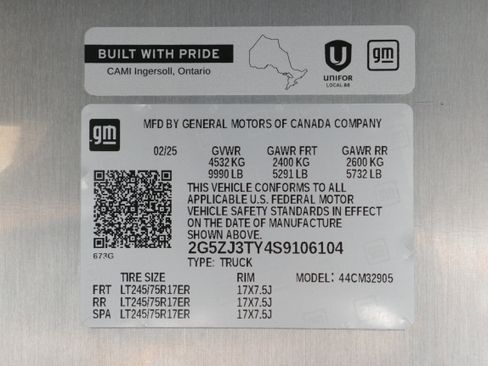 BUILT WITH PRIDE
CAMI Ingersoll, Ontario
UNIFOR
LOCAL 88
gm
gm
MFD BY GENERAL MOTORS OF CANADA COMPANY
02/25 GVWR GAWR FRT GAWR RR
4532 KG 2400 KG 2600 KG
9990 LB 5291 LB 5732 LB
THIS VEHICLE CONFORMS TO ALL
APPLICABLE U.S. FEDERAL MOTOR
VEHICLE SAFETY STANDARDS IN EFFECT
ON THE DATE OF MANUFACTURE
SHOWN ABOVE.
673G
2G5ZJ3TY4S9106104
TYPE: TRUCK
TIRE SIZE RIM MODEL: 44CM32905
FRT LT245/75R17ER 17X7.5J
RR LT245/75R17ER 17X7.5J
SPA LT245/75R17ER 17X7.5J